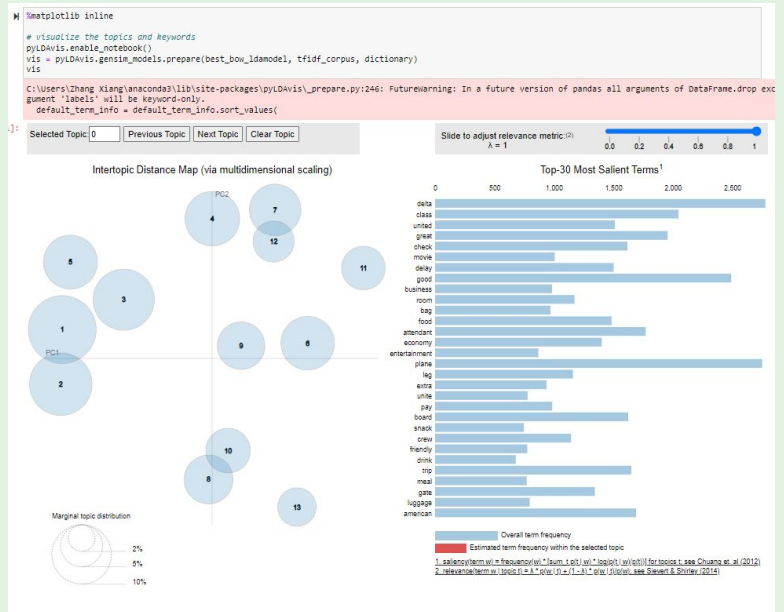 %matplotlib inline
# visualize the topics and keywords
pyLDAvis.enable_notebook()
vis = pyLDAvis.gensim_models.prepare(best_bow_ldamodel, tfidf_corpus, dictionary)
vis
C:\Users\Zhang Xiang\anaconda3\lib\site-packages\pyLDAvis\_prepare.py:246: FutureWarning: In a future version of pandas all arguments of DataFrame.drop exc
gument 'labels' will be keyword-only.
default_term_info = default_term_info.sort_values(
]:
Selected Topic: 0 Previous Topic Next Topic Clear Topic
Slide to adjust relevance metric:(2)
λ = 1
0.0 0.2 0.4 0.6 0.8 1
Intertopic Distance Map (via multidimensional scaling)
PC2
4
7
12
5
11
3
1
9
6
PC1
2
10
8
13
Marginal topic distribution
2%
5%
10%
Top-30 Most Salient Terms1
0 500 1,000 1,500 2,000 2,500
delta
class
united
great
check
movie
delay
good
business
room
bag
food
attendant
economy
entertainment
plane
leg
extra
unite
pay
board
snack
crew
friendly
drink
trip
meal
gate
luggage
american
Overall term frequency
Estimated term frequency within the selected topic
1. saliency(term w) = frequency(w) * [sum_t p(t | w) * log(p(t | w)/p(t))] for topics t; see Chuang et. al (2012)
2. relevance(term w | topic t) = λ * p(w | t) + (1 - λ) * p(w | t)/p(w); see Sievert & Shirley (2014)